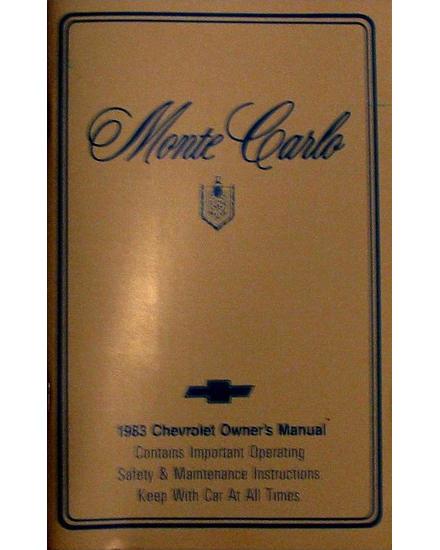 Monte Carlo
1983 Chevrolet Owner's Manual
Contains Important Operating
Safety & Maintenance Instructions
Keep With Car At All Times